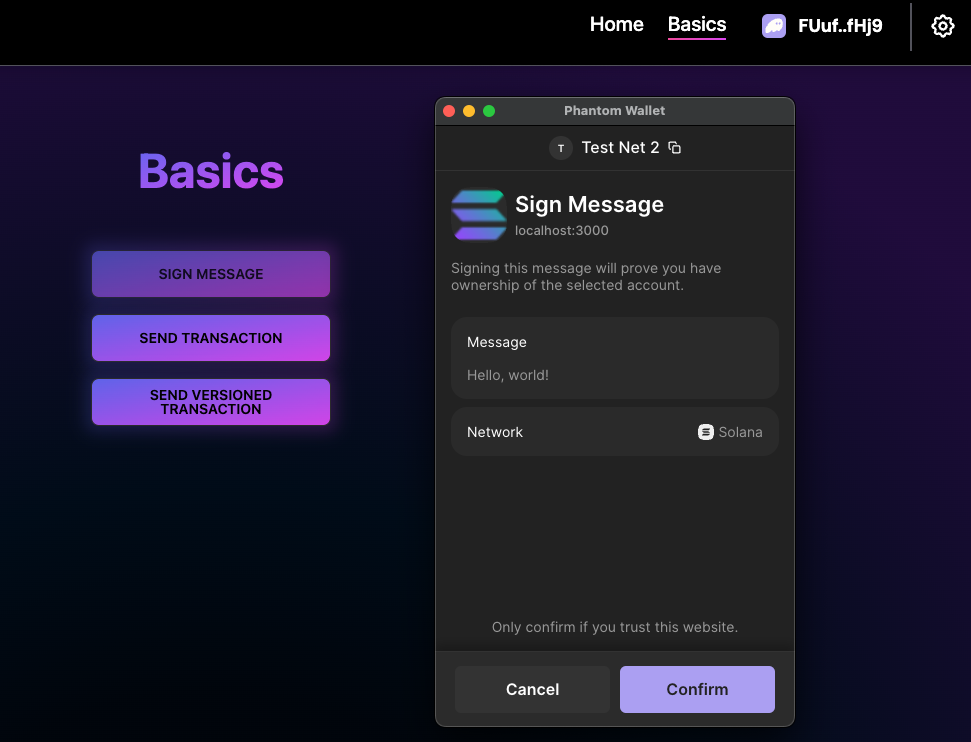 Home Basics FUuf..fHj9
Basics
SIGN MESSAGE
SEND TRANSACTION
SEND VERSIONED
TRANSACTION
Phantom Wallet
T Test Net 2
Sign Message
localhost:3000
Signing this message will prove you have
ownership of the selected account.
Message
Hello, world!
Network Solana
Only confirm if you trust this website.
Cancel Confirm